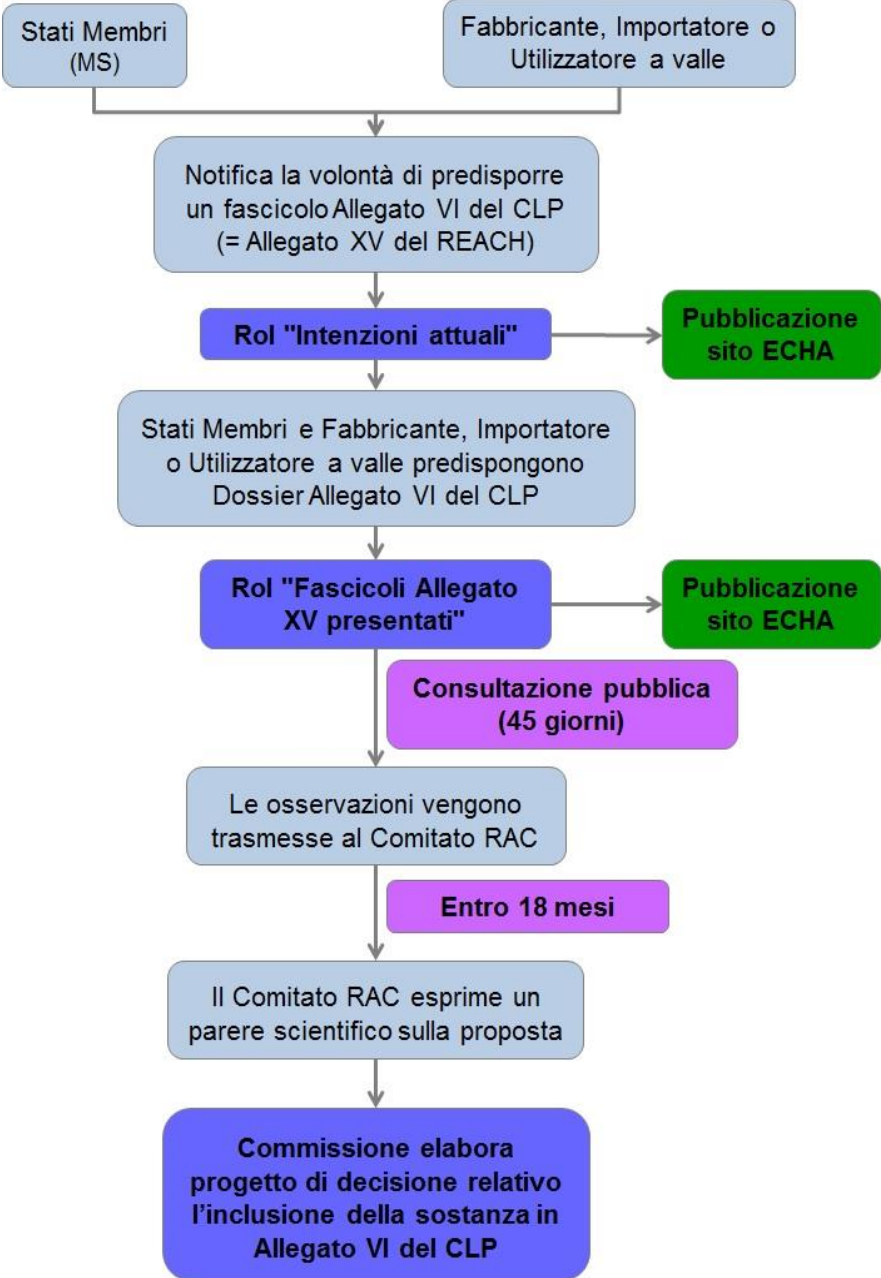 Stati Membri
(MS)
Fabbricante, Importatore o
Utilizzatore a valle
Notifica la volontà di predisporre
un fascicolo Allegato VI del CLP
(= Allegato XV del REACH)
RoI "Intenzioni attuali"
Pubblicazione
sito ECHA
Stati Membri e Fabbricante, Importatore
o Utilizzatore a valle predispongono
Dossier Allegato VI del CLP
RoI "Fascicoli Allegato
XV presentati"
Pubblicazione
sito ECHA
Consultazione pubblica
(45 giorni)
Le osservazioni vengono
trasmesse al Comitato RAC
Entro 18 mesi
Il Comitato RAC esprime un
parere scientifico sulla proposta
Commissione elabora
progetto di decisione relativo
l'inclusione della sostanza in
Allegato VI del CLP